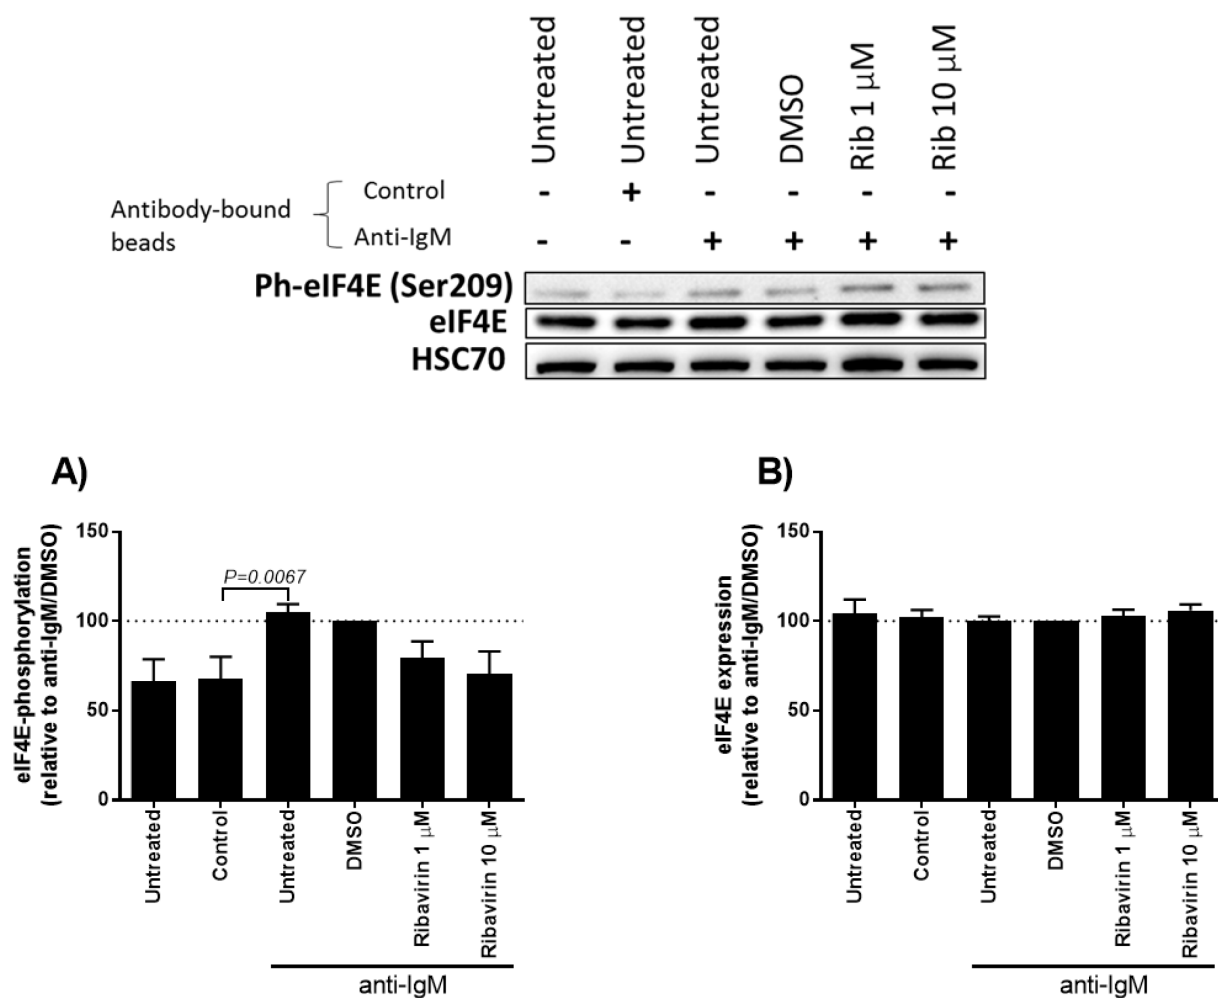 Untreated
Untreated
Untreated
DMSO
Rib 1 μM
Rib 10 μM
Antibody-bound
beads
Control
- + - - - -
Anti-IgM
- - + + + +
Ph-eIF4E (Ser209)
eIF4E
HSC70
A)
eIF4E-phosphorylation
(relative to anti-IgM/DMSO)
150
100
50
0
P=0.0067
Untreated
Control
Untreated
DMSO
Ribavirin 1 μM
Ribavirin 10 μM
anti-IgM
B)
eIF4E expression
(relative to anti-IgM/DMSO)
150
100
50
0
Untreated
Control
Untreated
DMSO
Ribavirin 1 μM
Ribavirin 10 μM
anti-IgM